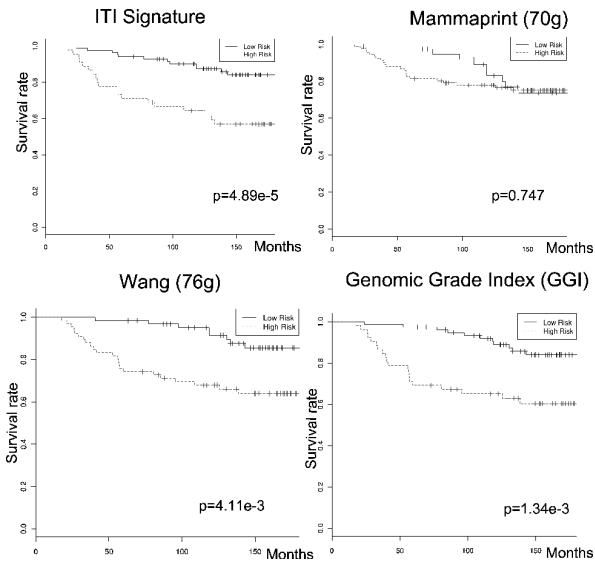 ITI Signature
Survival rate
1.0
0.8
0.6
0.4
0.2
0.0
Low Risk
High Risk
p=4.89e-5
0
50
100
150
Months
Mammaprint (70g)
Survival rate
1.0
0.8
0.6
0.4
0.2
0.0
Low Risk
High Risk
p=0.747
0
50
100
150
Months
Wang (76g)
Survival rate
1.0
0.8
0.6
0.4
0.2
0.0
Low Risk
High Risk
p=4.11e-3
0
50
100
150
Months
Genomic Grade Index (GGI)
Survival rate
1.0
0.8
0.6
0.4
0.2
0.0
Low Risk
High Risk
p=1.34e-3
0
50
100
150
Months